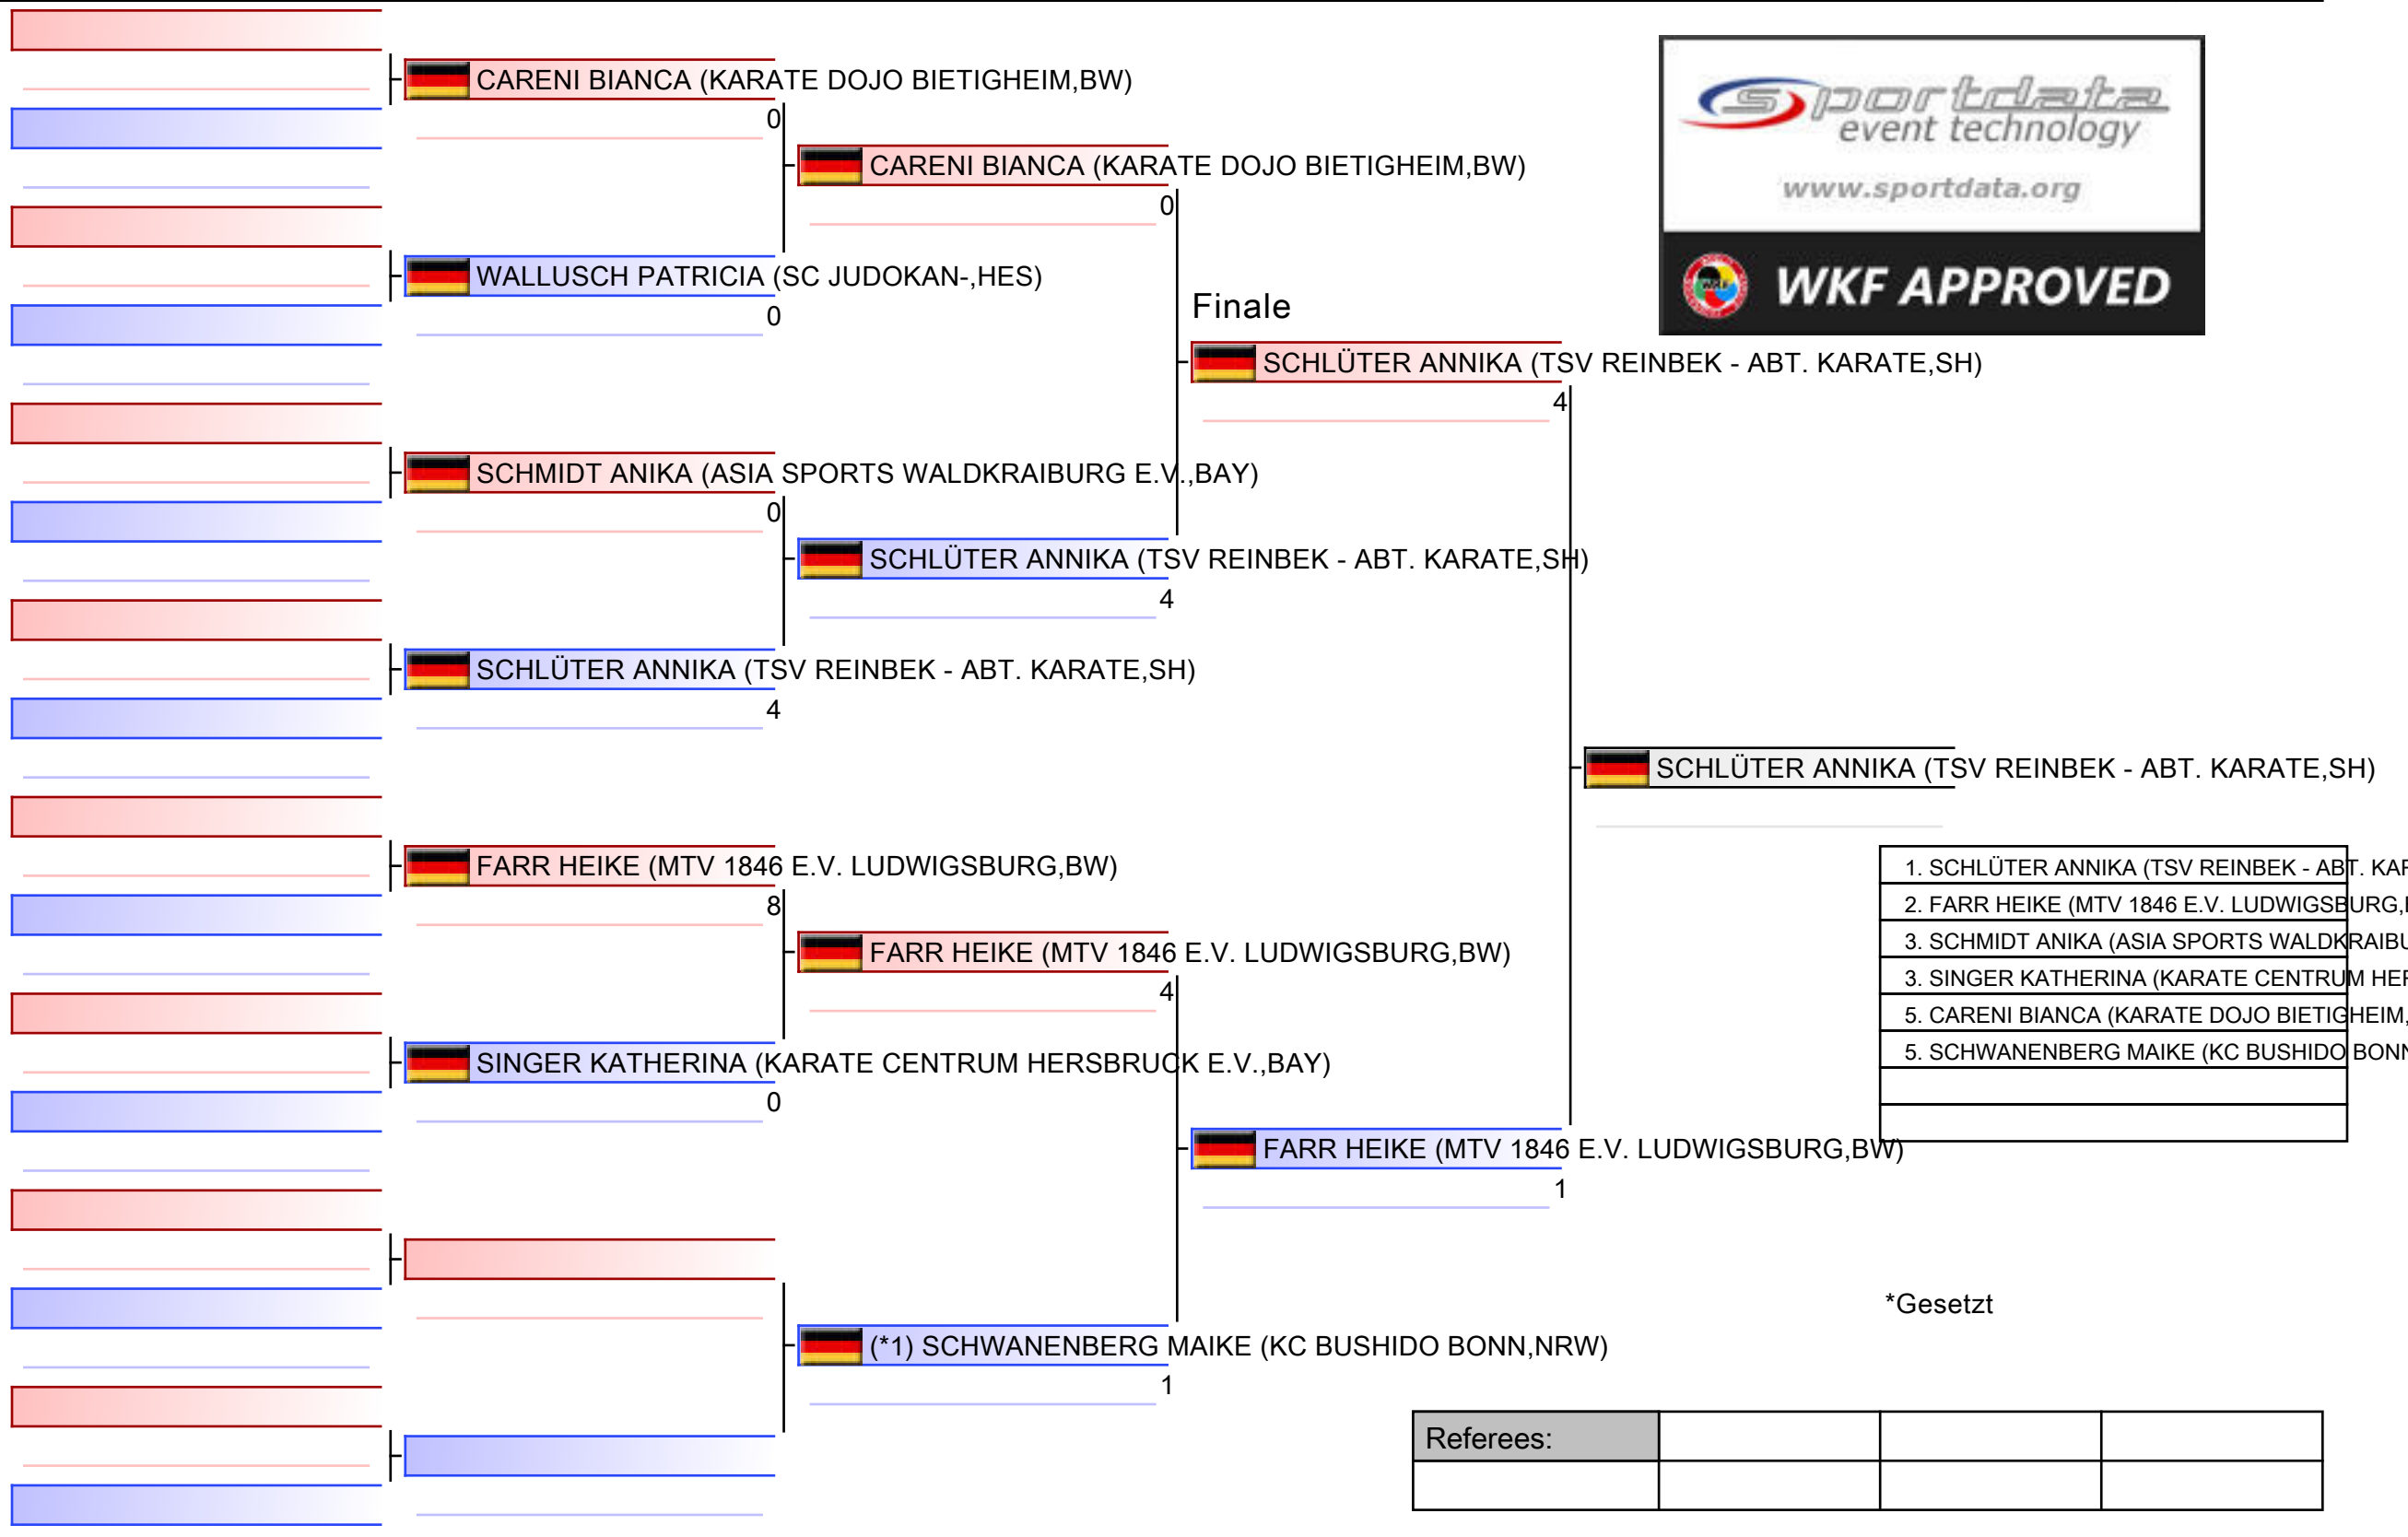 CARENI BIANCA (KARATE DOJO BIETIGHEIM,BW)
0
CARENI BIANCA (KARATE DOJO BIETIGHEIM,BW)
0
WALLUSCH PATRICIA (SC JUDOKAN-,HES)
0
sportdata
event technology
www.sportdata.org
WKF APPROVED
Finale
SCHLÜTER ANNIKA (TSV REINBEK - ABT. KARATE,SH)
4
SCHMIDT ANIKA (ASIA SPORTS WALDKRAIBURG E.V.,BAY)
0
SCHLÜTER ANNIKA (TSV REINBEK - ABT. KARATE,SH)
4
SCHLÜTER ANNIKA (TSV REINBEK - ABT. KARATE,SH)
4
SCHLÜTER ANNIKA (TSV REINBEK - ABT. KARATE,SH)
FARR HEIKE (MTV 1846 E.V. LUDWIGSBURG,BW)
8
FARR HEIKE (MTV 1846 E.V. LUDWIGSBURG,BW)
4
SINGER KATHERINA (KARATE CENTRUM HERSBRUCK E.V.,BAY)
0
1. SCHLÜTER ANNIKA (TSV REINBEK - ABT. KAR
2. FARR HEIKE (MTV 1846 E.V. LUDWIGSBURG,
3. SCHMIDT ANIKA (ASIA SPORTS WALDKRAIBU
3. SINGER KATHERINA (KARATE CENTRUM HER
5. CARENI BIANCA (KARATE DOJO BIETIGHEIM,
5. SCHWANENBERG MAIKE (KC BUSHIDO BONN
FARR HEIKE (MTV 1846 E.V. LUDWIGSBURG,BW)
1
*Gesetzt
(*1) SCHWANENBERG MAIKE (KC BUSHIDO BONN,NRW)
1
Referees: